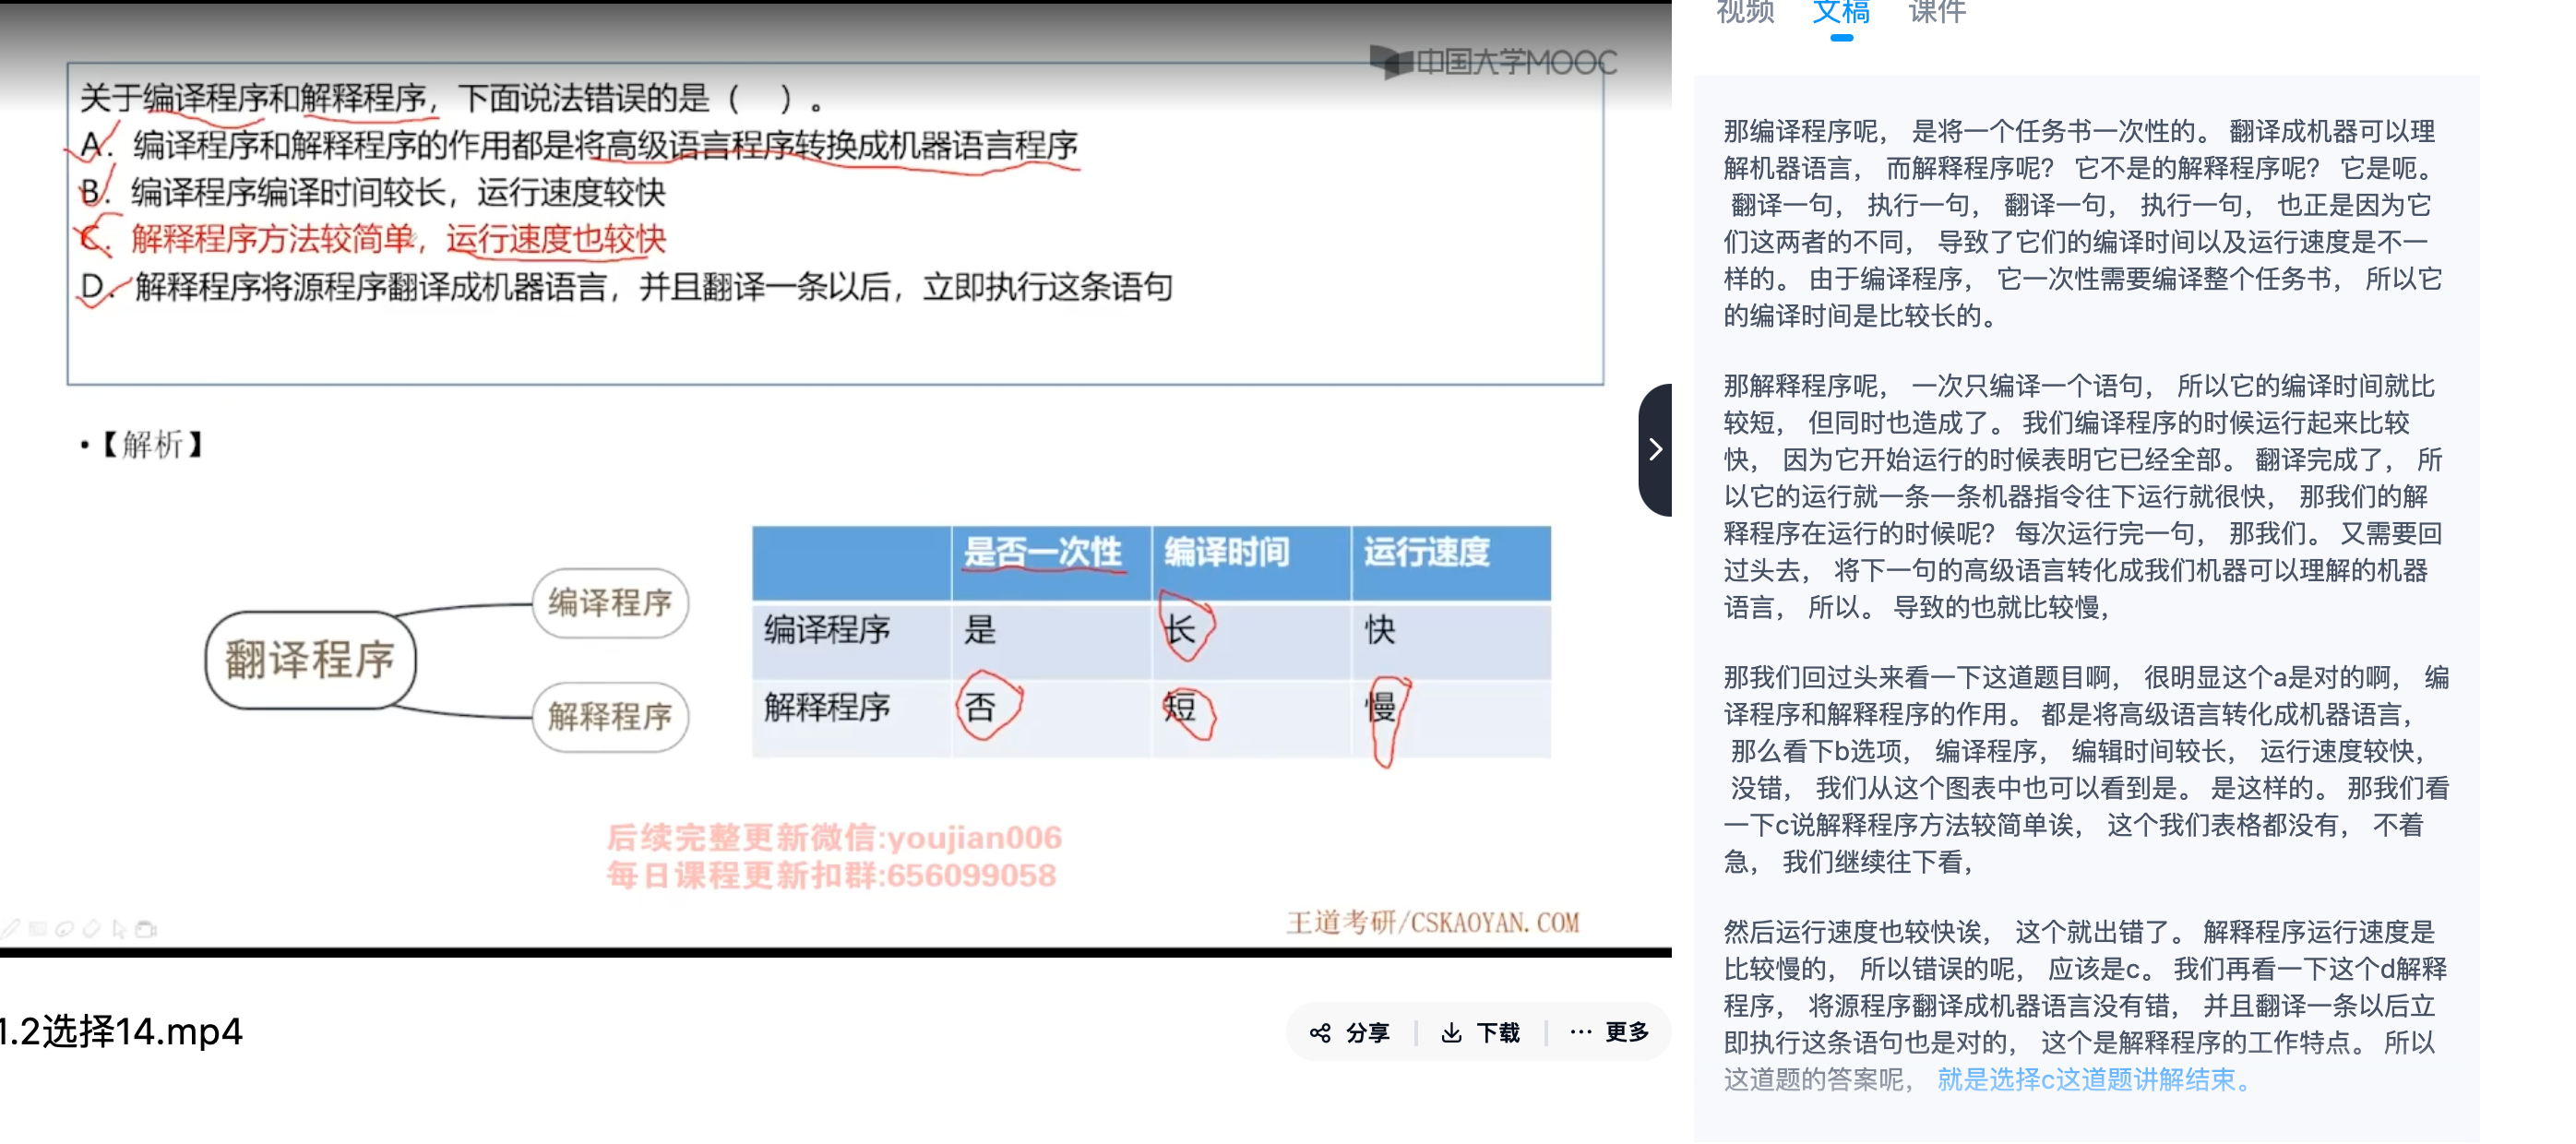 中国大学MOOC
关于编译程序和解释程序，下面说法错误的是（ ）。
A. 编译程序和解释程序的作用都是将高级语言程序转换成机器语言程序
B. 编译程序编译时间较长，运行速度较快
C. 解释程序方法较简单，运行速度也较快
D. 解释程序将源程序翻译成机器语言，并且翻译一条以后，立即执行这条语句
•【解析】
翻译程序
编译程序
解释程序
是否一次性 编译时间 运行速度
编译程序 是 长 快
解释程序 否 短 慢
后续完整更新微信:youjian006
每日课程更新扣群:656099058
王道考研/CSKAOYAN.COM
1.2选择14.mp4
分享 下载 更多
视频 文稿 课件
那编译程序呢， 是将一个任务书一次性的。 翻译成机器可以理
解机器语言， 而解释程序呢？ 它不是的解释程序呢？ 它是呃。
翻译一句， 执行一句， 翻译一句， 执行一句， 也正是因为它
们这两者的不同， 导致了它们的编译时间以及运行速度是不一
样的。 由于编译程序， 它一次性需要编译整个任务书， 所以它
的编译时间是比较长的。
那解释程序呢， 一次只编译一个语句， 所以它的编译时间就比
较短， 但同时也造成了。 我们编译程序的时候运行起来比较
快， 因为它开始运行的时候表明它已经全部。 翻译完成了， 所
以它的运行就一条一条机器指令往下运行就很快， 那我们的解
释程序在运行的时候呢？ 每次运行完一句， 那我们。 又需要回
过头去， 将下一句的高级语言转化成我们机器可以理解的机器
语言， 所以。 导致的也就比较慢，
那我们回过头来看一下这道题目啊， 很明显这个a是对的啊， 编
译程序和解释程序的作用。 都是将高级语言转化成机器语言，
那么看下b选项， 编译程序， 编辑时间较长， 运行速度较快，
没错， 我们从这个图表中也可以看到是。 是这样的。 那我们看
一下c说解释程序方法较简单诶， 这个我们表格都没有， 不着
急， 我们继续往下看，
然后运行速度也较快诶， 这个就出错了。 解释程序运行速度是
比较慢的， 所以错误的呢， 应该是c。 我们再看一下这个d解释
程序， 将源程序翻译成机器语言没有错， 并且翻译一条以后立
即执行这条语句也是对的， 这个是解释程序的工作特点。 所以
这道题的答案呢， 就是选择c这道题讲解结束。